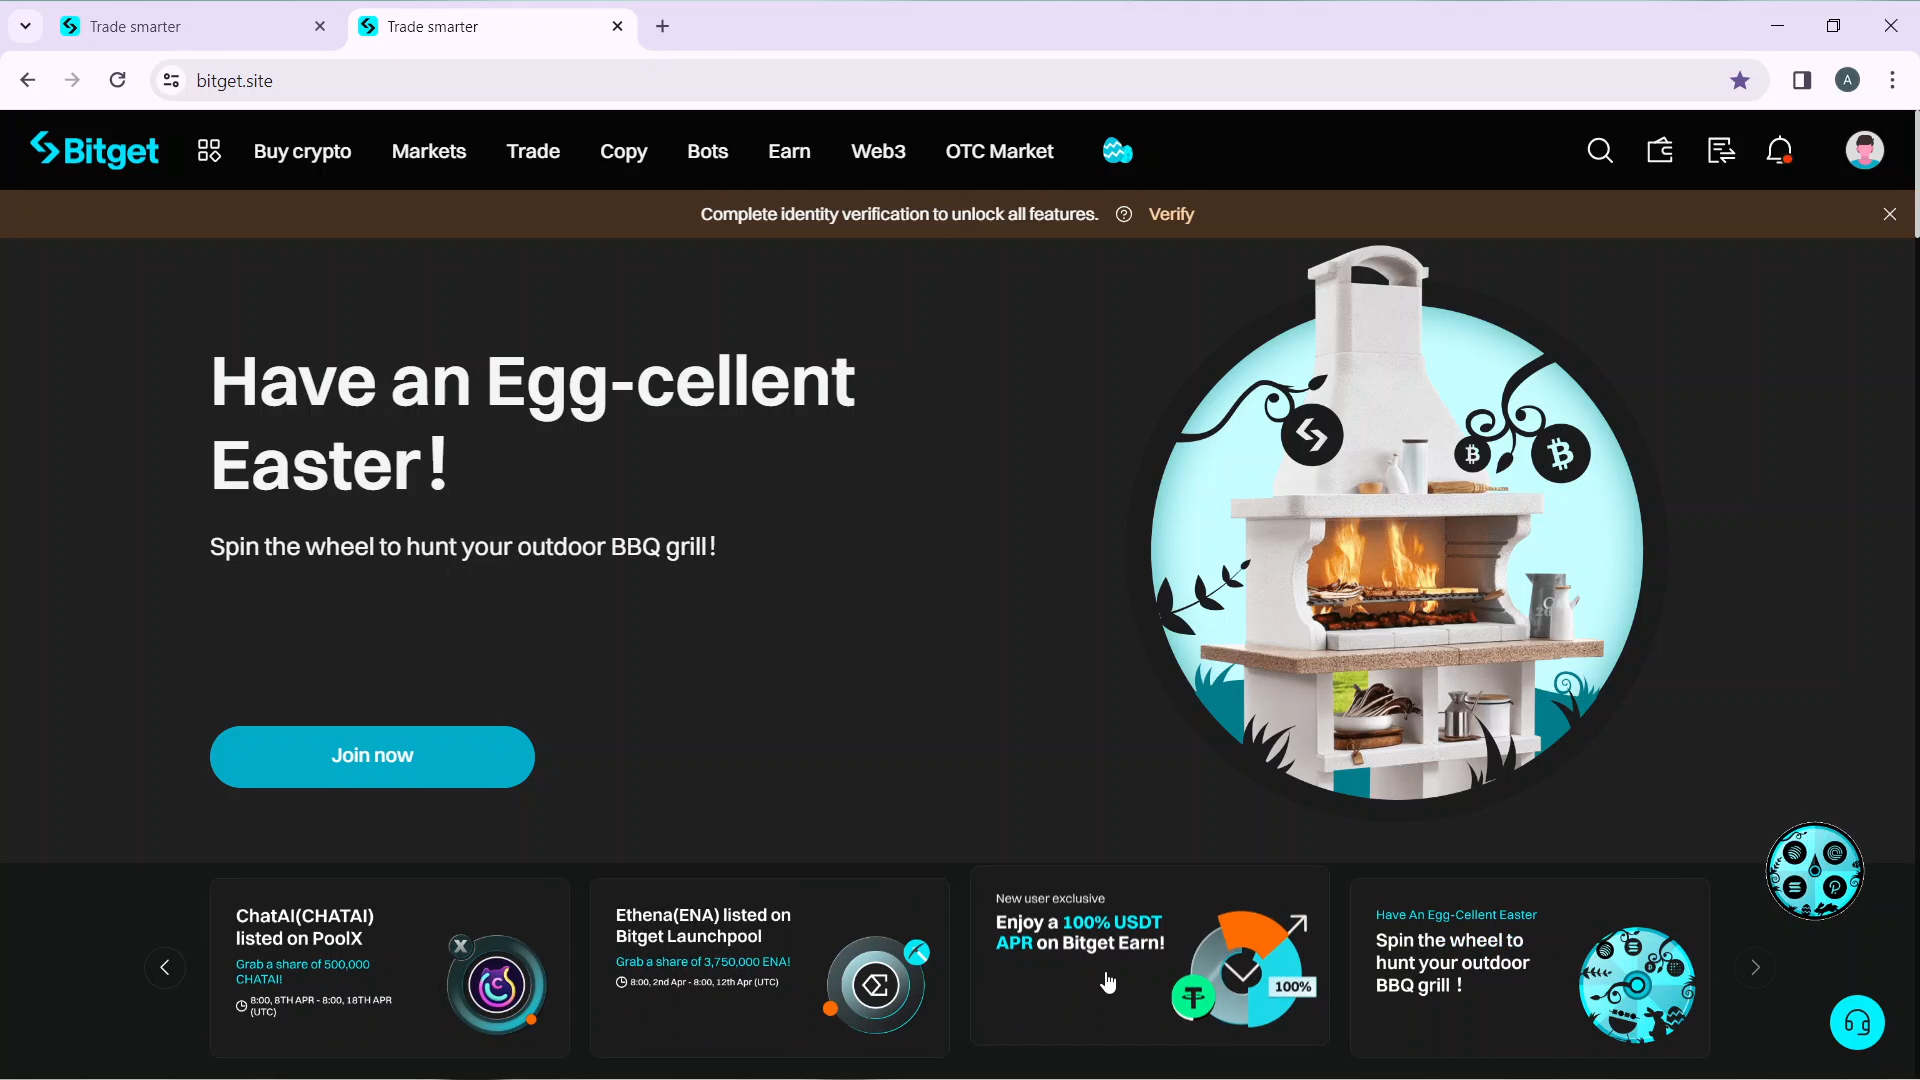 Trade smarter
Trade smarter
bitget.site
A
Bitget
Buy crypto
Markets
Trade
Copy
Bots
Earn
Web3
OTC Market
Complete identity verification to unlock all features.
Verify
Have an Egg-cellent
Easter!
Spin the wheel to hunt your outdoor BBQ grill!
Join now
ChatAI(CHATAI)
listed on PoolX
Grab a share of 500,000
CHATAI!
8:00, 8TH APR - 8:00, 18TH APR
(UTC)
Ethena(ENA) listed on
Bitget Launchpool
Grab a share of 3,750,000 ENA!
8:00, 2nd Apr - 8:00, 12th Apr (UTC)
New user exclusive
Enjoy a 100% USDT
APR on Bitget Earn!
100%
Have An Egg-Cellent Easter
Spin the wheel to
hunt your outdoor
BBQ grill !